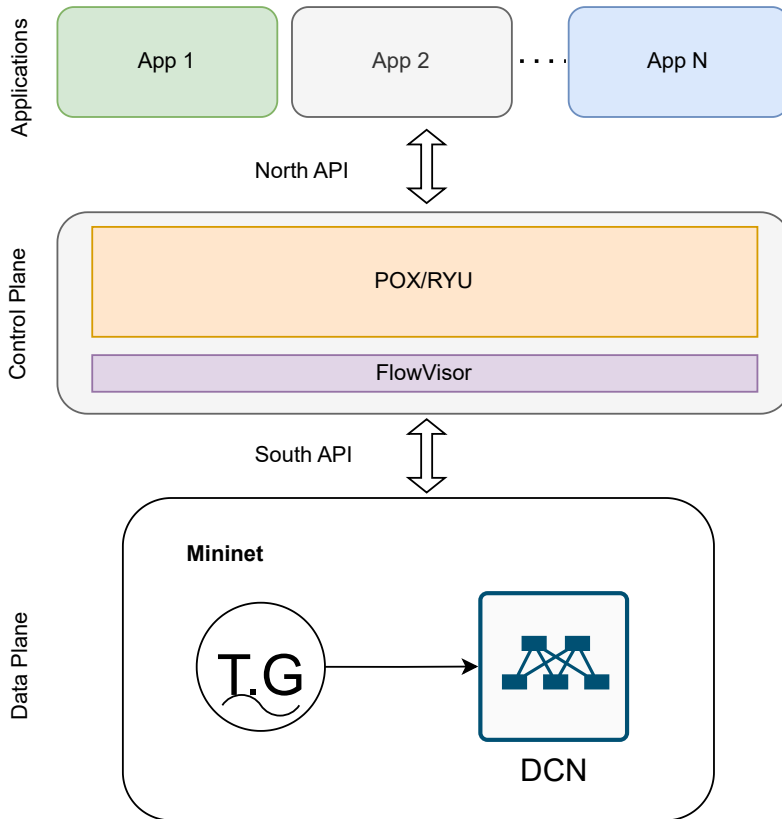 Applications
App 1
App 2
....
App N
North API
Control Plane
POX/RYU
FlowVisor
South API
Data Plane
Mininet
T.G
DCN